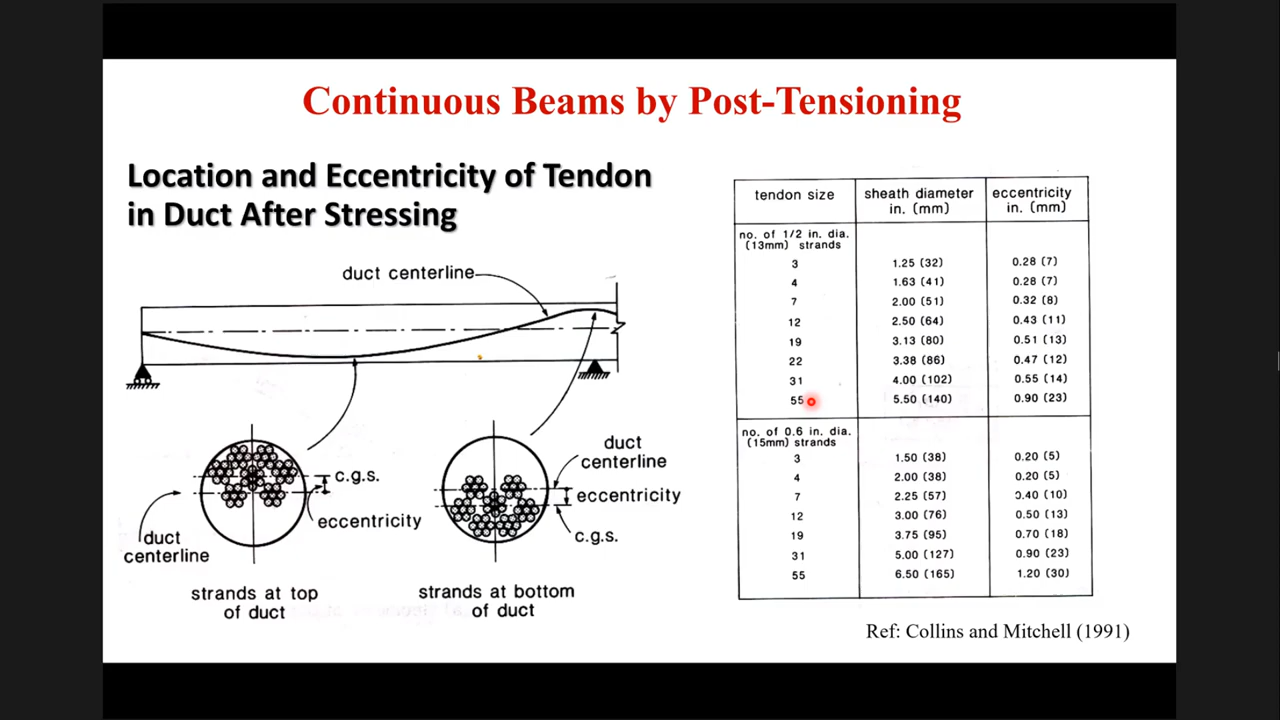 Continuous Beams by Post-Tensioning
Location and Eccentricity of Tendon
in Duct After Stressing
duct centerline
c.g.s.
eccentricity
duct
centerline
strands at top
of duct
duct
centerline
eccentricity
c.g.s.
strands at bottom
of duct
tendon size sheath diameter eccentricity
in. (mm) in. (mm)
no. of 1/2 in. dia.
(13mm) strands
3 1.25 (32) 0.28 (7)
4 1.63 (41) 0.28 (7)
7 2.00 (51) 0.32 (8)
12 2.50 (64) 0.43 (11)
19 3.13 (80) 0.51 (13)
22 3.38 (86) 0.47 (12)
31 4.00 (102) 0.55 (14)
55 5.50 (140) 0.90 (23)
no. of 0.6 in. dia.
(15mm) strands
3 1.50 (38) 0.20 (5)
4 2.00 (38) 0.20 (5)
7 2.25 (57) 0.40 (10)
12 3.00 (76) 0.50 (13)
19 3.75 (95) 0.70 (18)
31 5.00 (127) 0.90 (23)
55 6.50 (165) 1.20 (30)
Ref: Collins and Mitchell (1991)